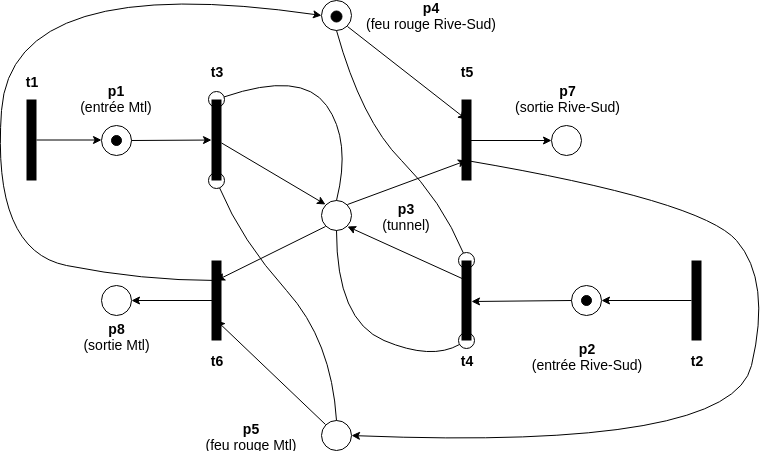 p4
(feu rouge Rive-Sud)
t1
t3
t5
p1
(entrée Mtl)
p7
(sortie Rive-Sud)
p3
(tunnel)
p8
(sortie Mtl)
t6
t4
p2
(entrée Rive-Sud)
t2
p5
(feu rouge Mtl)